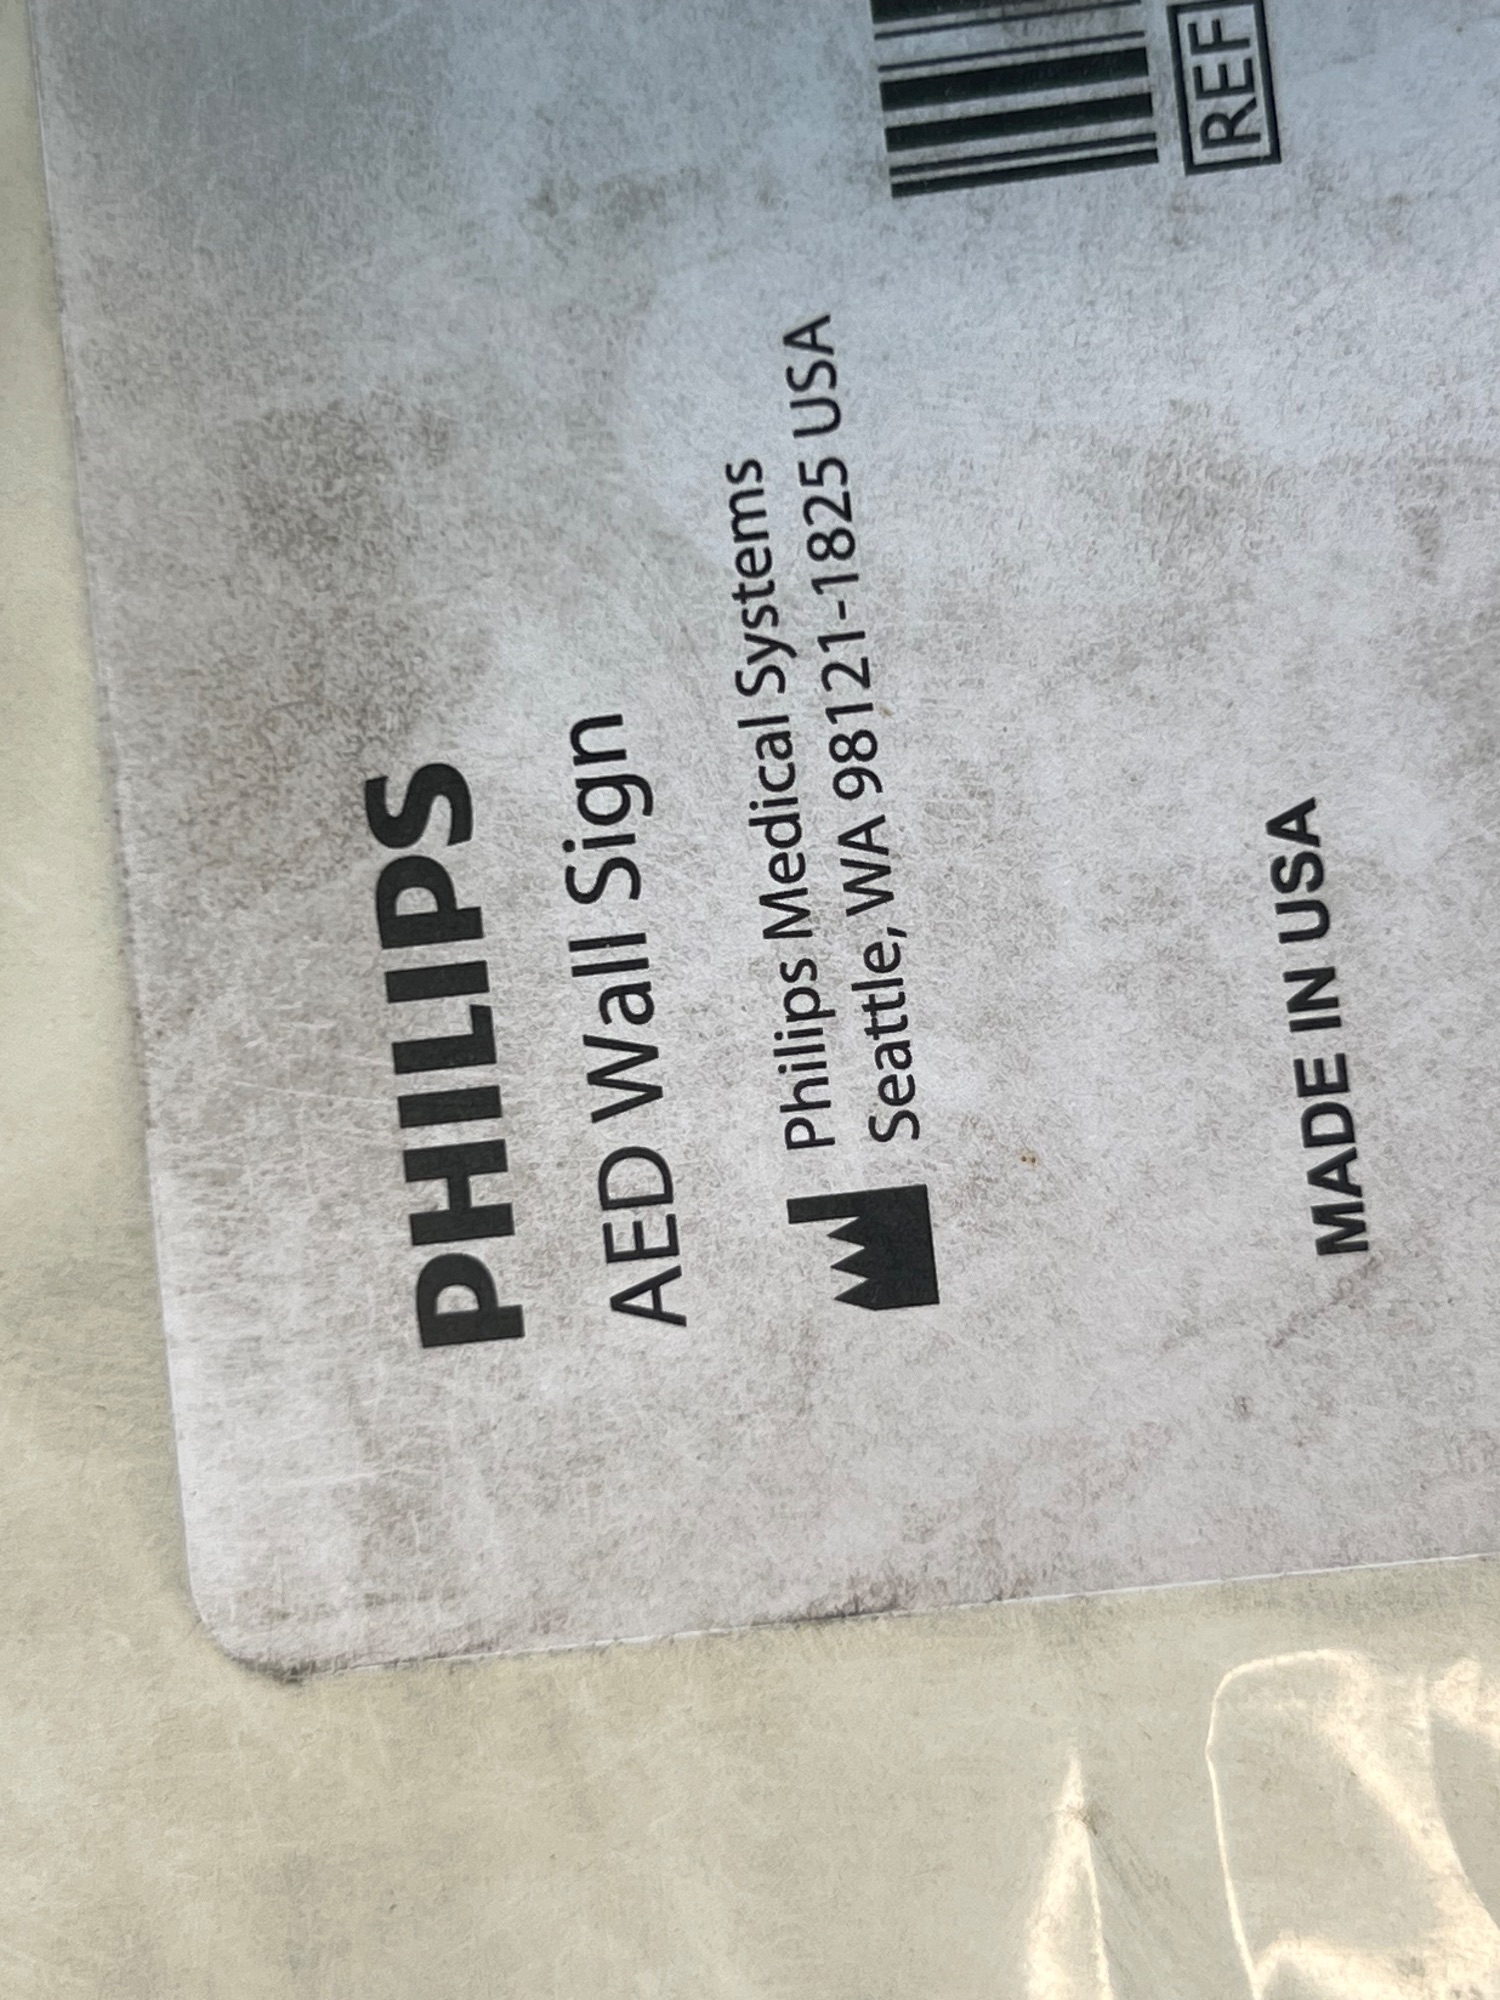 PHILIPS
AED Wall Sign
Philips Medical Systems
Seattle, WA 98121-1825 USA
REF
MADE IN USA